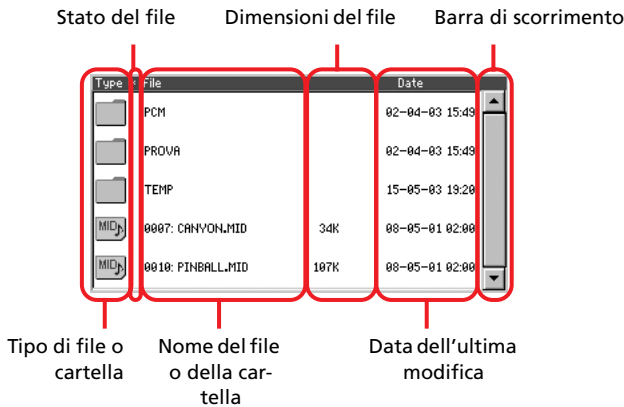 Stato del file Dimensioni del file Barra di scorrimento
Type * File Date
PCM 02-04-03 15:49
PROVA 02-04-03 15:49
TEMP 15-05-03 19:20
MID 0007: CANYON.MID 34K 08-05-01 02:00
MID 0010: PINBALL.MID 107K 08-05-01 02:00
Tipo di file o cartella
Nome del file o della car-
tella
Data dell'ultima modifica